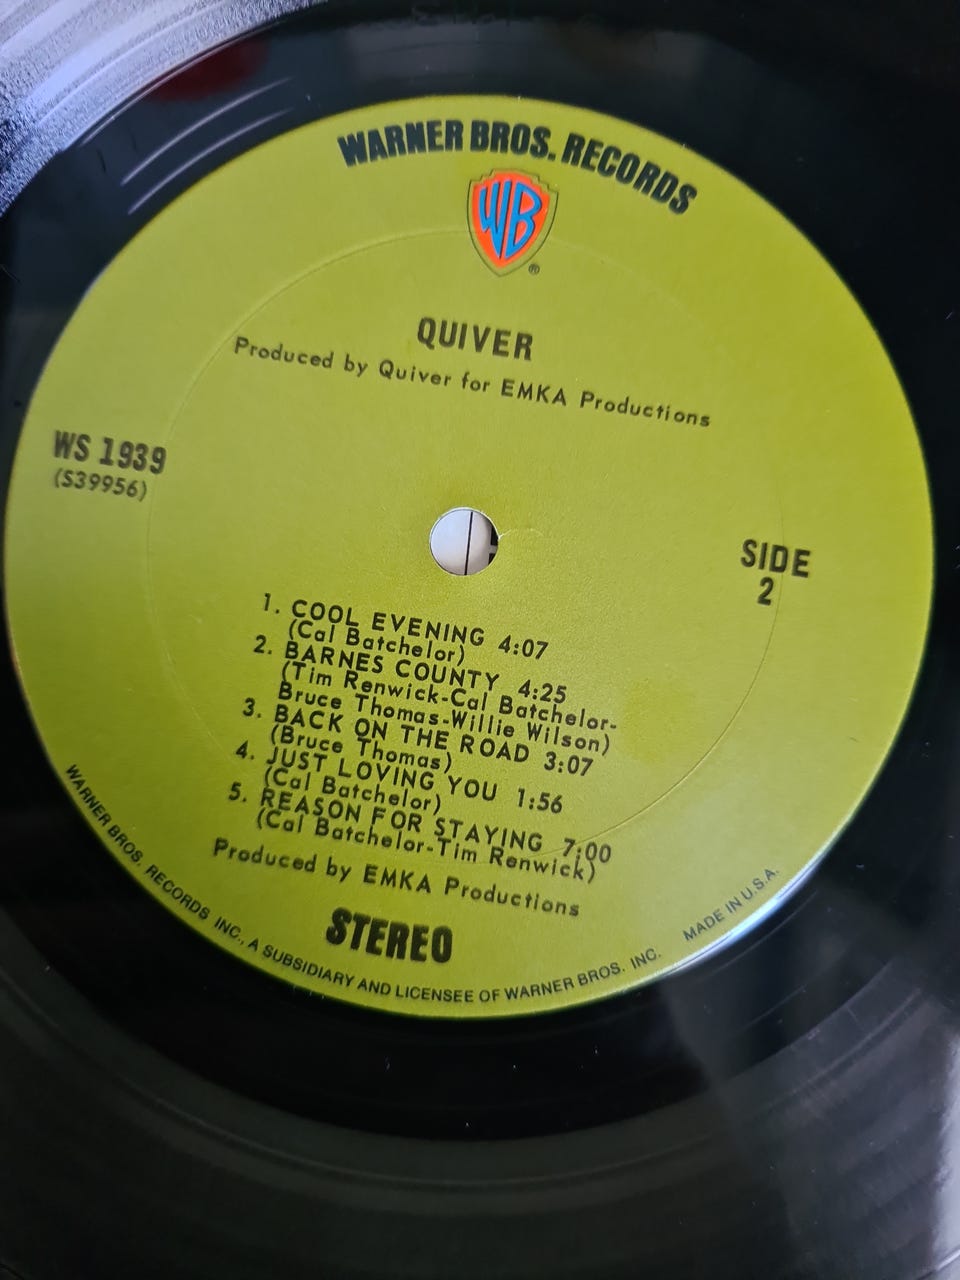 WARNER BROS. RECORDS
WB
®
QUIVER
Produced by Quiver for EMKA Productions
WS 1939
(S39956)
SIDE
2
1. COOL EVENING 4:07
(Cal Batchelor)
2. BARNES COUNTY 4:25
(Tim Renwick-Cal Batchelor-
Bruce Thomas-Willie Wilson)
3. BACK ON THE ROAD 3:07
(Bruce Thomas)
4. JUST LOVING YOU 1:56
(Cal Batchelor)
5. REASON FOR STAYING 7:00
(Cal Batchelor-Tim Renwick)
Produced by EMKA Productions
STEREO
WARNER BROS. RECORDS INC., A SUBSIDIARY AND LICENSEE OF WARNER BROS. INC. MADE IN U.S.A.